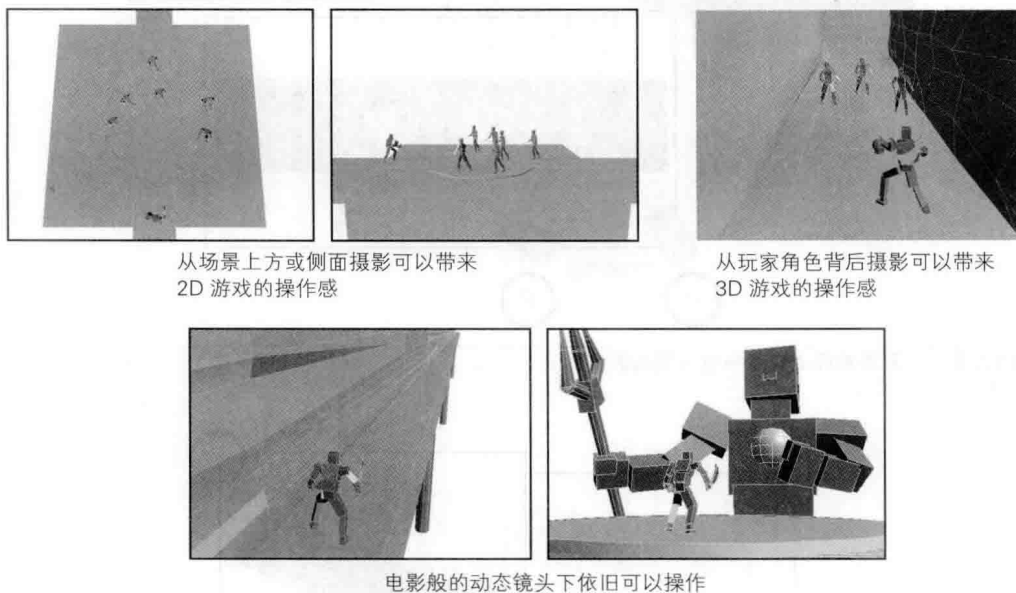 从场景上方或侧面摄影可以带来
2D 游戏的操作感
从玩家角色背后摄影可以带来
3D 游戏的操作感
电影般的动态镜头下依旧可以操作